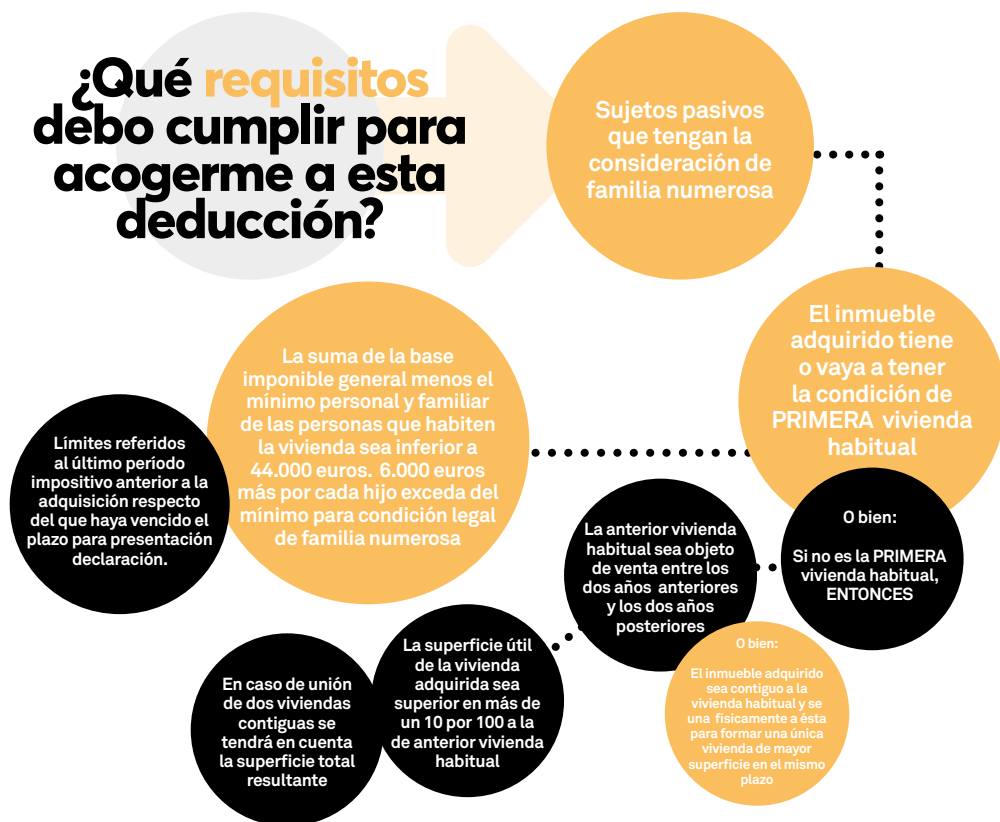 ¿Qué requisitos
debo cumplir para
acogerme a esta
deducción?
Sujetos pasivos
que tengan la
consideración de
familia numerosa
El inmueble
adquirido tiene
o vaya a tener
la condición de
PRIMERA vivienda
habitual
La suma de la base
imponible general menos el
mínimo personal y familiar
de las personas que habiten
la vivienda sea inferior a
44.000 euros. 6.000 euros
más por cada hijo exceda del
mínimo para condición legal
de familia numerosa
Límites referidos
al último período
impositivo anterior a la
adquisición respecto
del que haya vencido el
plazo para presentación
declaración.
O bien:
Si no es la PRIMERA
vivienda habitual,
ENTONCES
La anterior vivienda
habitual sea objeto
de venta entre los
dos años anteriores
y los dos años
posteriores
O bien:
El inmueble adquirido
sea contiguo a la
vivienda habitual y se
una fisicamente a ésta
para formar una única
vivienda de mayor
superficie en el mismo
plazo
La superficie útil
de la vivienda
adquirida sea
superior en más de
un 10 por 100 a la
de anterior vivienda
habitual
En caso de unión
de dos viviendas
contiguas se
tendrá en cuenta
la superficie total
resultante